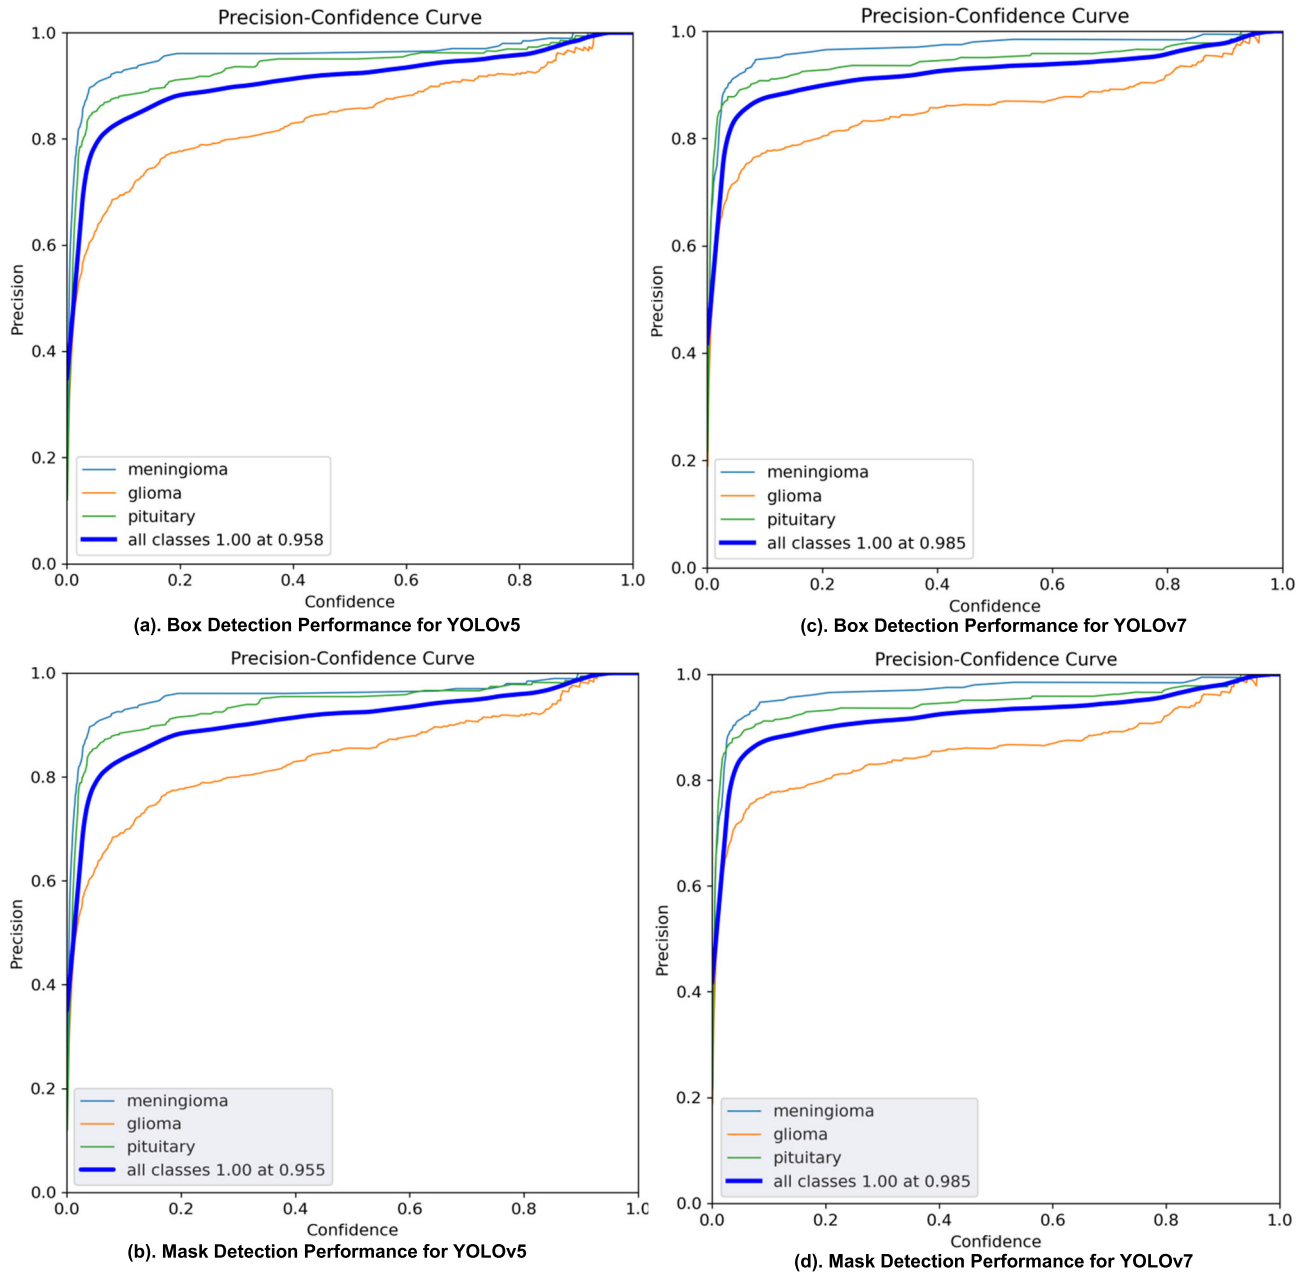 Precision-Confidence Curve
1.0
0.8
0.6
0.4
0.2
0.0
Precision
meningioma
glioma
pituitary
all classes 1.00 at 0.958
0.0 0.2 0.4 0.6 0.8 1.0
Confidence
(a). Box Detection Performance for YOLOv5
Precision-Confidence Curve
1.0
0.8
0.6
0.4
0.2
0.0
Precision
meningioma
glioma
pituitary
all classes 1.00 at 0.985
0.0 0.2 0.4 0.6 0.8 1.0
Confidence
(c). Box Detection Performance for YOLOv7
Precision-Confidence Curve
1.0
0.8
0.6
0.4
0.2
0.0
Precision
meningioma
glioma
pituitary
all classes 1.00 at 0.955
0.0 0.2 0.4 0.6 0.8 1.0
Confidence
(b). Mask Detection Performance for YOLOv5
Precision-Confidence Curve
1.0
0.8
0.6
0.4
0.2
0.0
Precision
meningioma
glioma
pituitary
all classes 1.00 at 0.985
0.0 0.2 0.4 0.6 0.8 1.0
Confidence
(d). Mask Detection Performance for YOLOv7